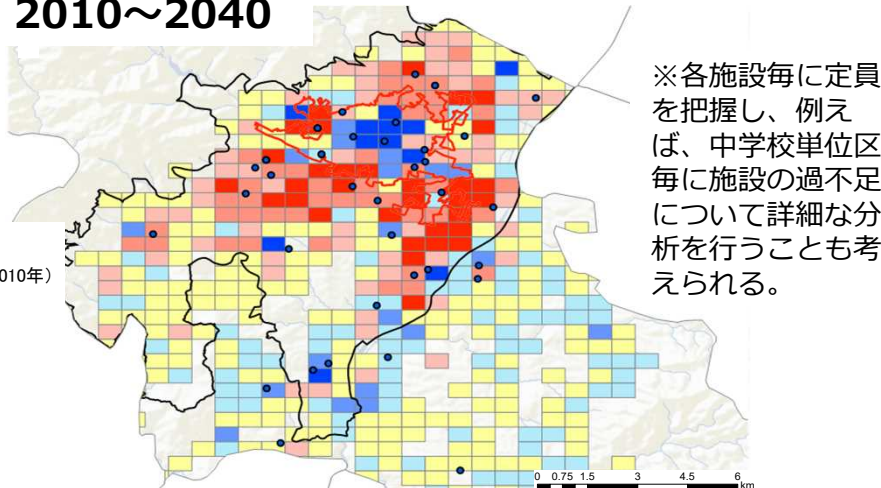 2010～2040
※各施設毎に定員
を把握し、例え
ば、中学校単位区
毎に施設の過不足
について詳細な分
析を行うことも考
えられる。
010年）
0 0.75 1.5 3 4.5 6
km